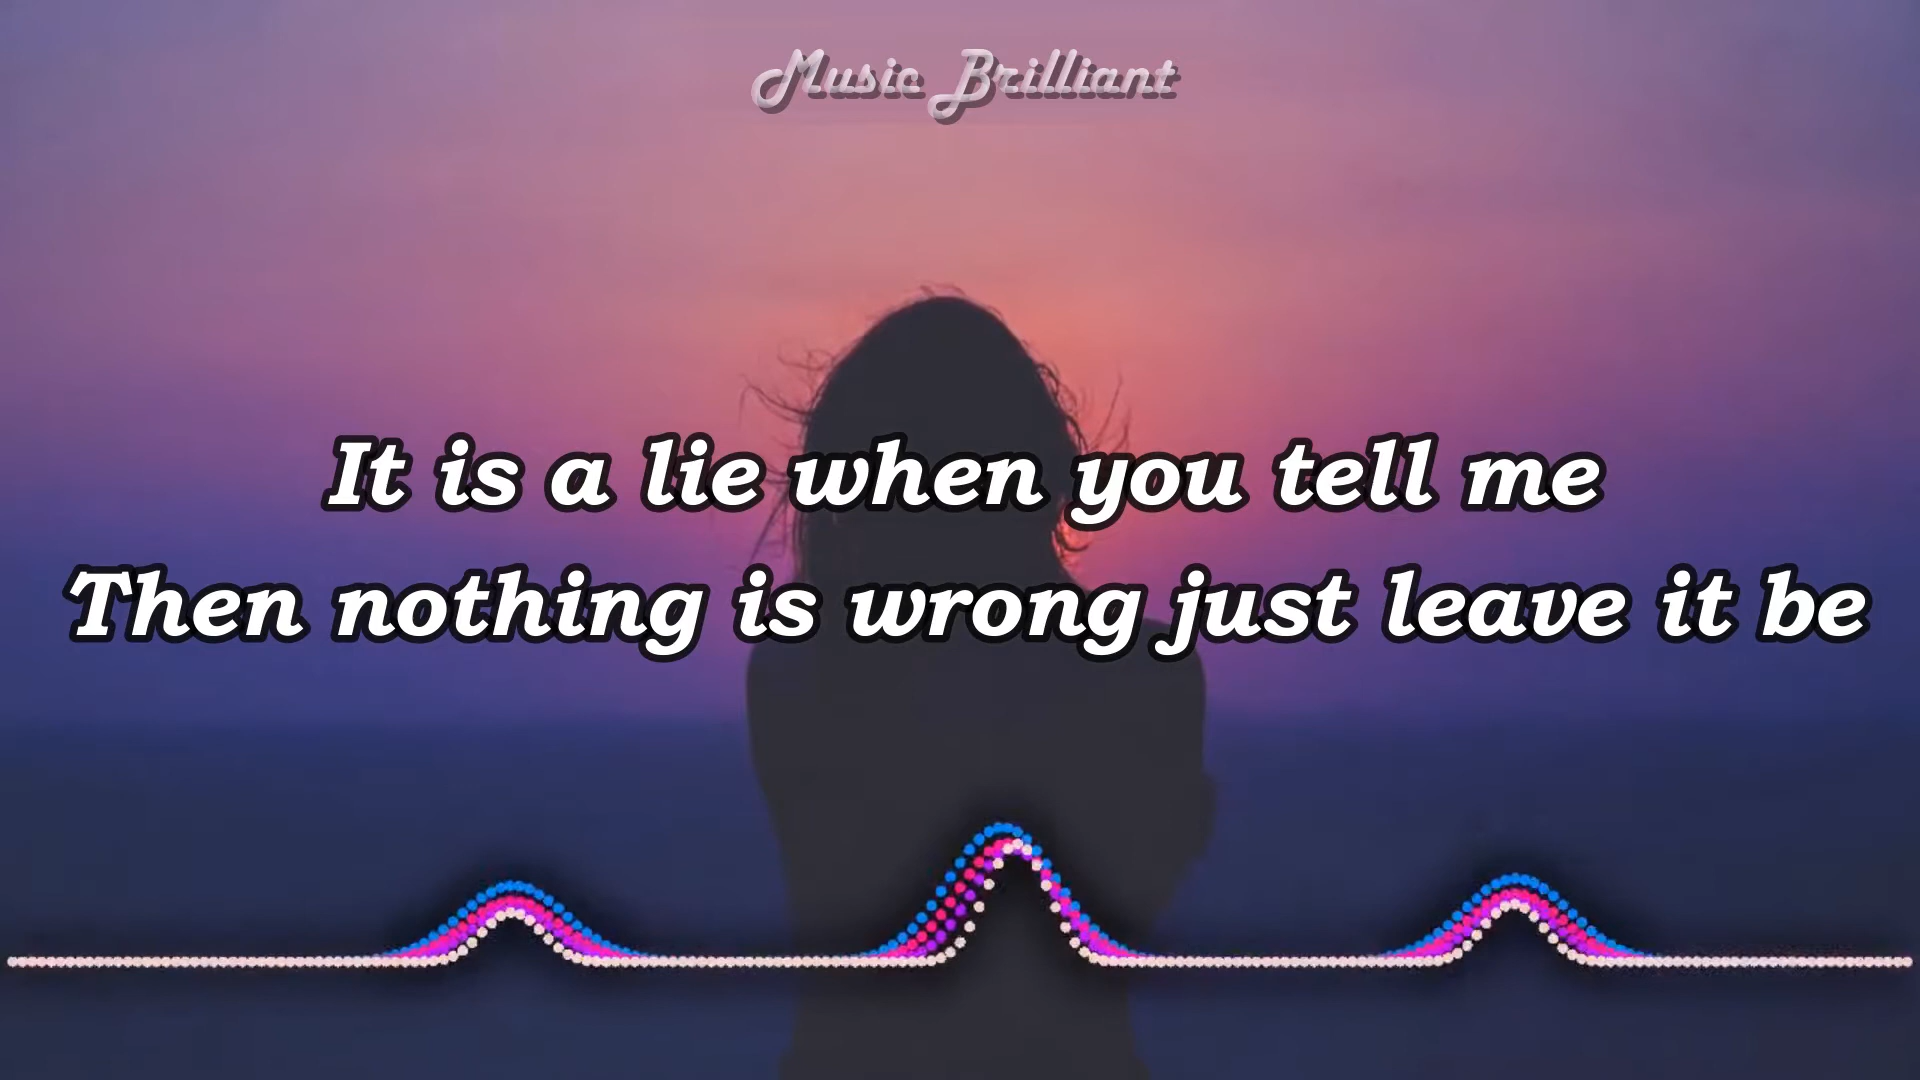 Music Brilliant
It is a lie when you tell me
Then nothing is wrong just leave it be